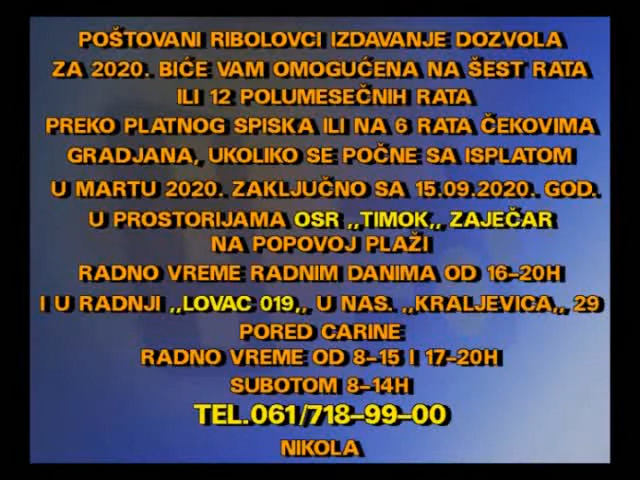 POŠTOVANI RIBOLOVCI IZDAVANJE DOZVOLA
ZA 2020. BIĆE VAM OMOGUĆENA NA ŠEST RATA
ILI 12 POLUMESEČNIH RATA
PREKO PLATNOG SPISKA ILI NA 6 RATA ČEKOVIMA
GRADJANA, UKOLIKO SE POČNE SA ISPLATOM
U MARTU 2020. ZAKLJUČNO SA 15.09.2020. GOD.
U PROSTORIJAMA OSR ,,TIMOK,, ZAJEČAR
NA POPOVOJ PLAŽI
RADNO VREME RADNIM DANIMA OD 16-20H
I U RADNJI ,,LOVAC 019,, U NAS. ,,KRALJEVICA,, 29
PORED CARINE
RADNO VREME OD 8-15 I 17-20H
SUBOTOM 8-14H
TEL.061/718-99-00
NIKOLA